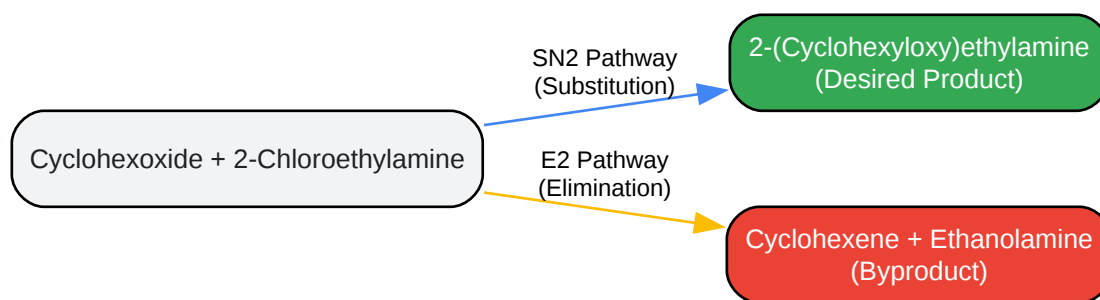 SN2 Pathway
(Substitution)
2-(Cyclohexyloxy)ethylamine
(Desired Product)
Cyclohexoxide + 2-Chloroethylamine
E2 Pathway
(Elimination)
Cyclohexene + Ethanolamine
(Byproduct)